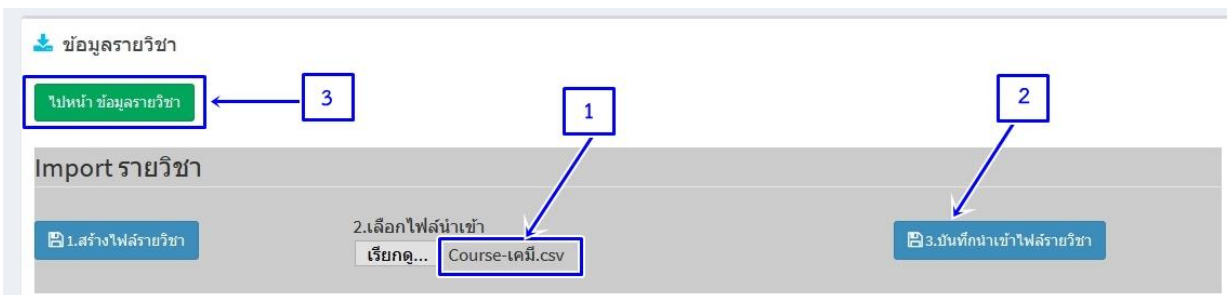 ข้อมูลรายวิชา
ไปหน้า ข้อมูลรายวิชา
3
1
2
Import รายวิชา
1.สร้างไฟล์รายวิชา
2.เลือกไฟล์นำเข้า
เรียกดู... Course-เคมี.csv
3.บันทึกนำเข้าไฟล์รายวิชา